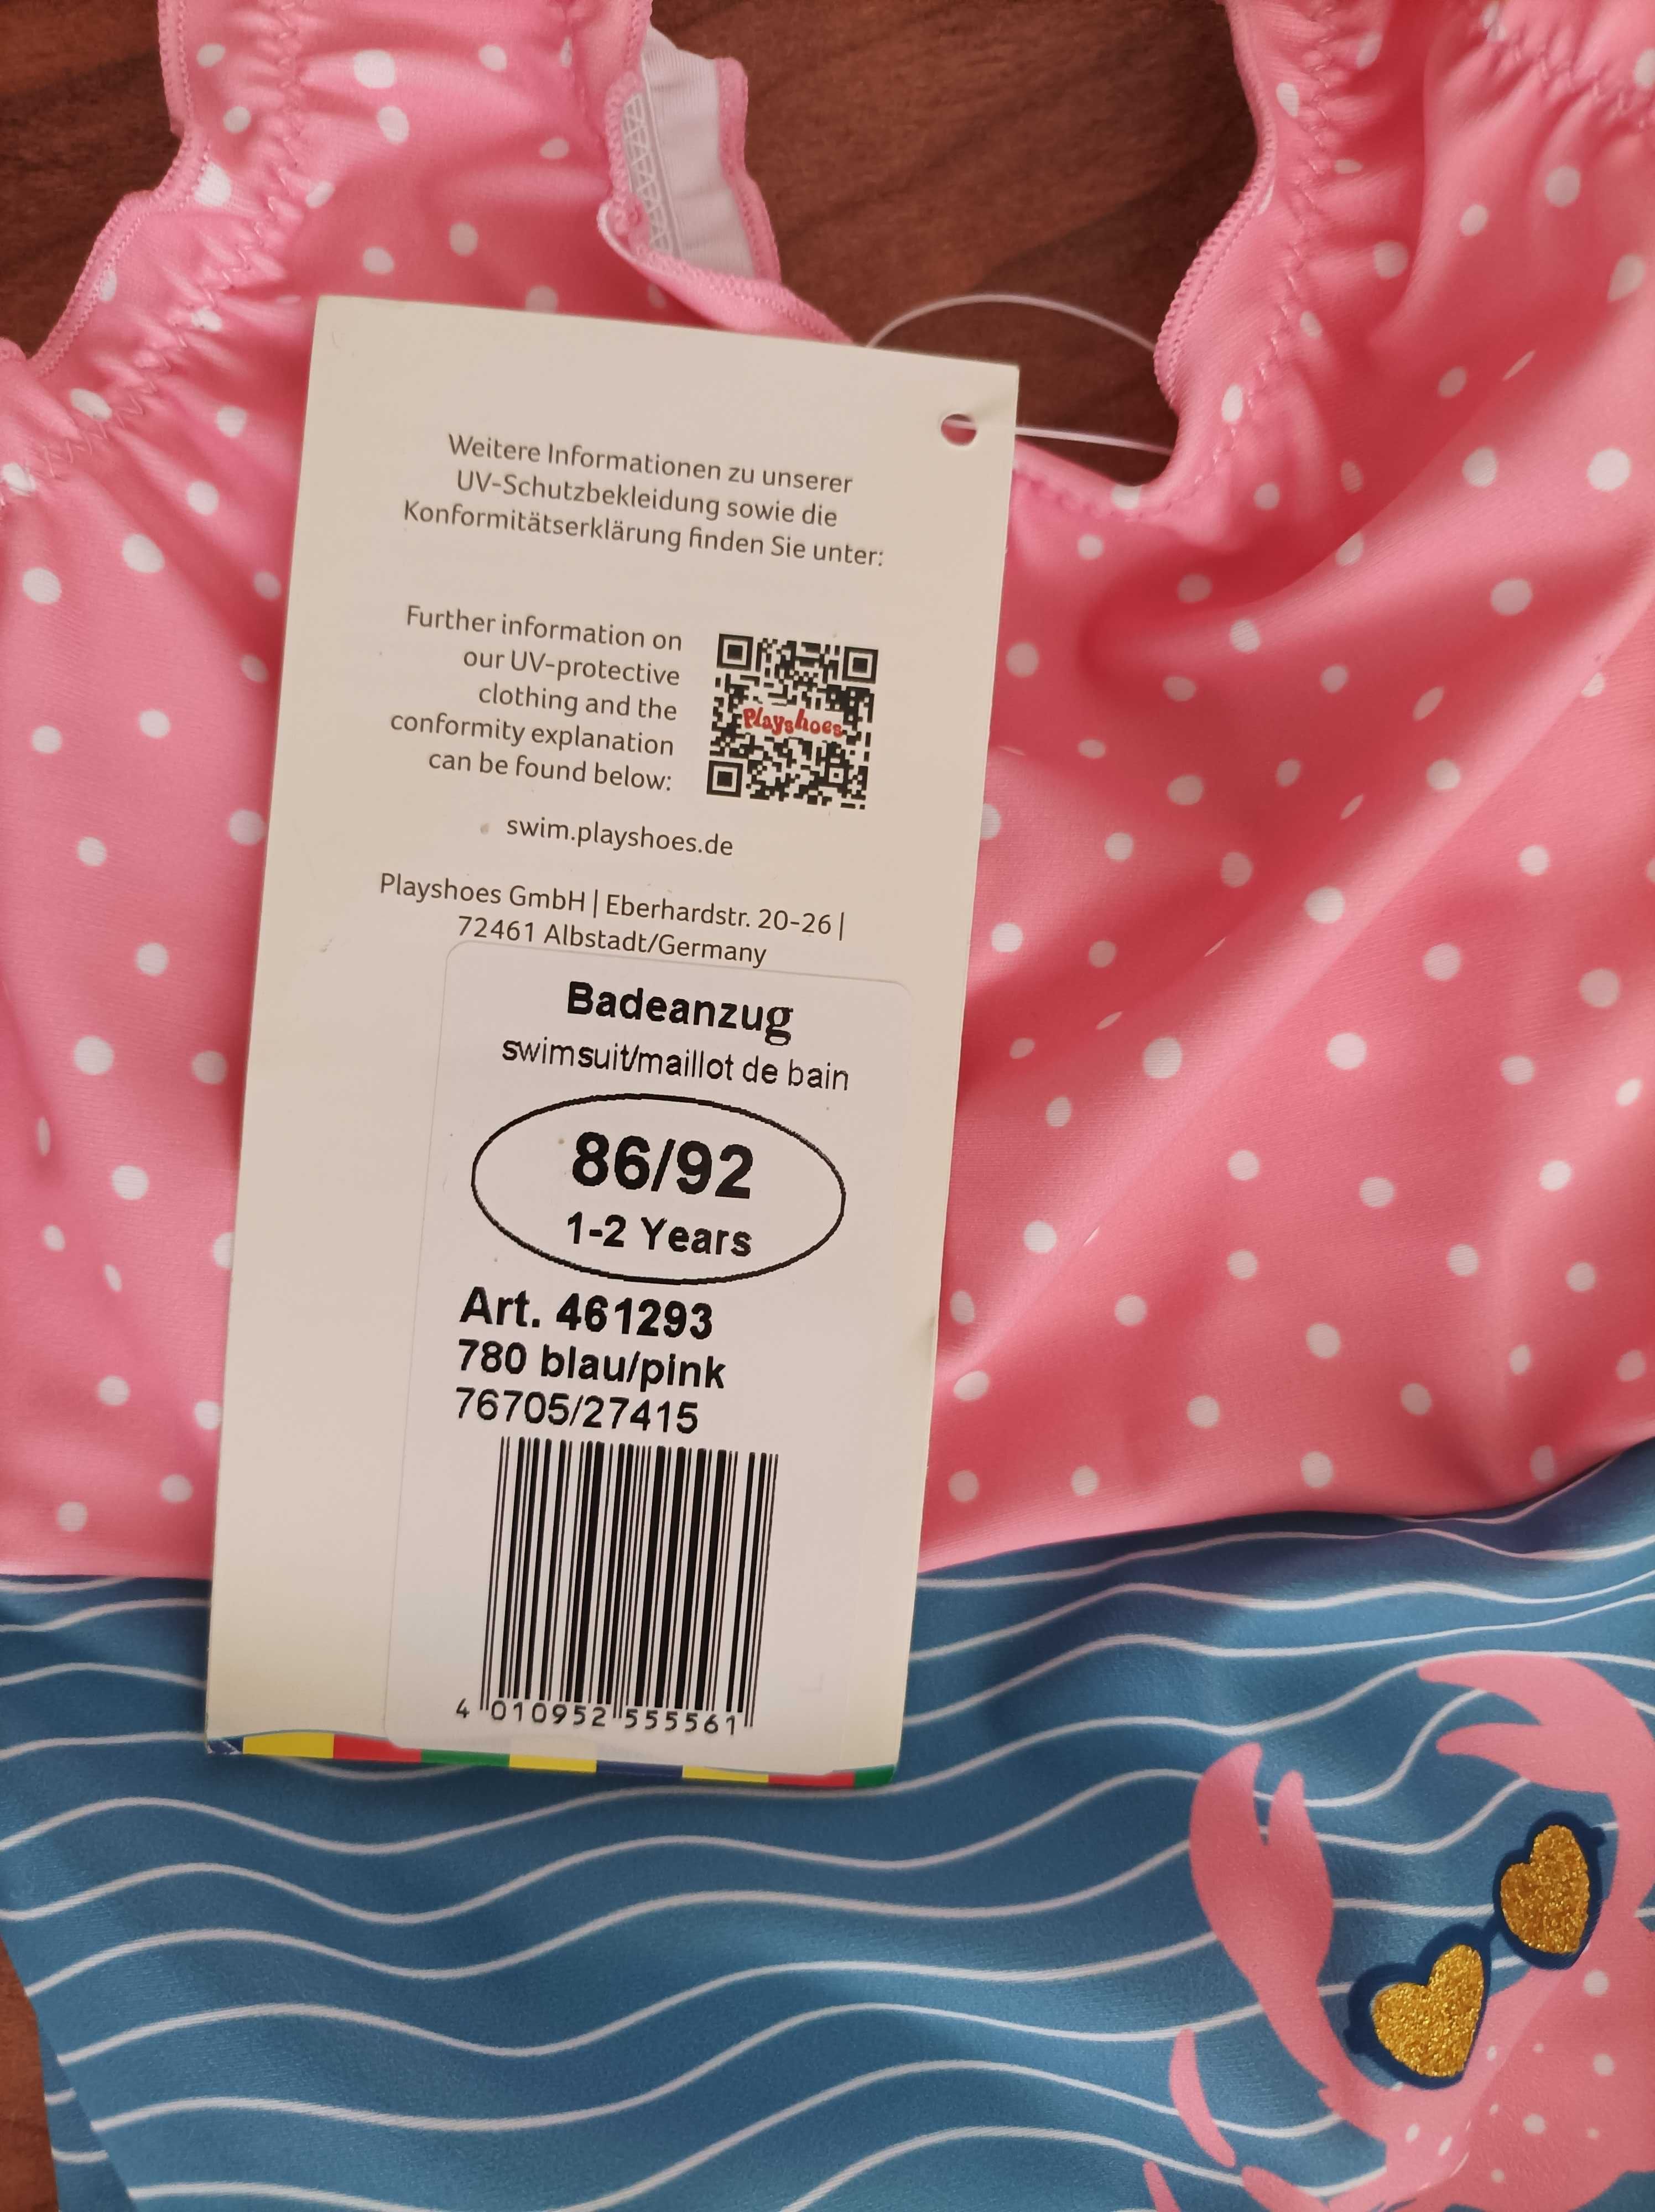 Weitere Informationen zu unserer
UV-Schutzbekleidung sowie die
Konformitätserklärung finden Sie unter:
Further information on
our UV-protective
clothing and the
conformity explanation
can be found below:
Playshoes
swim.playshoes.de
Playshoes GmbH | Eberhardstr. 20-26 |
72461 Albstadt/Germany
Badeanzug
swimsuit/maillot de bain
86/92
1-2 Years
Art. 461293
780 blau/pink
76705/27415
4 010952 555561